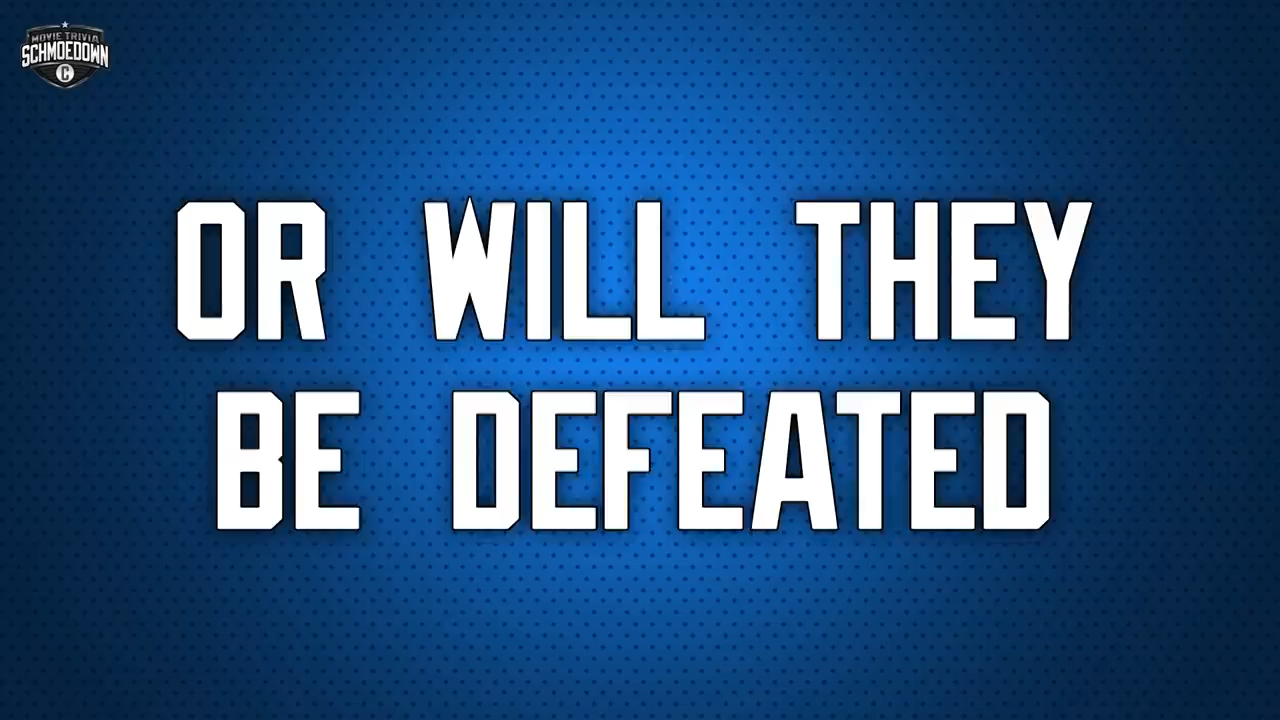 MOVIE TRIVIA
SCHMOEDOWN
C
OR WILL THEY
BE DEFEATED